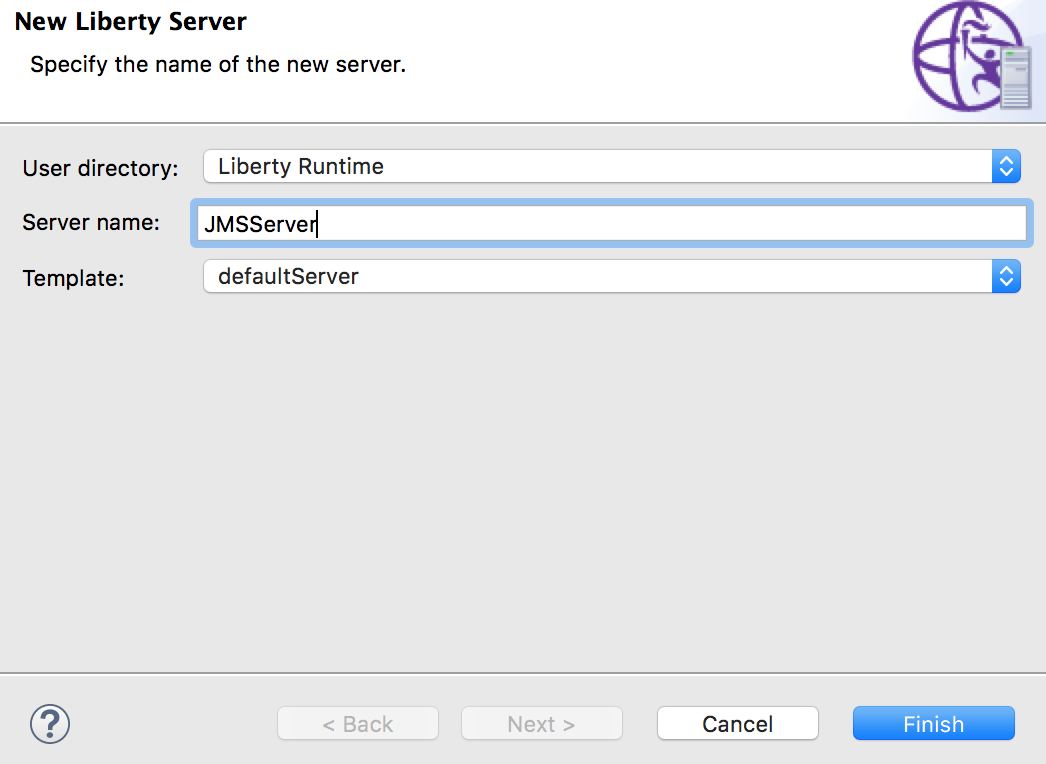 New Liberty Server
Specify the name of the new server.
User directory: Liberty Runtime
Server name: JMSServer
Template: defaultServer
? < Back Next > Cancel Finish